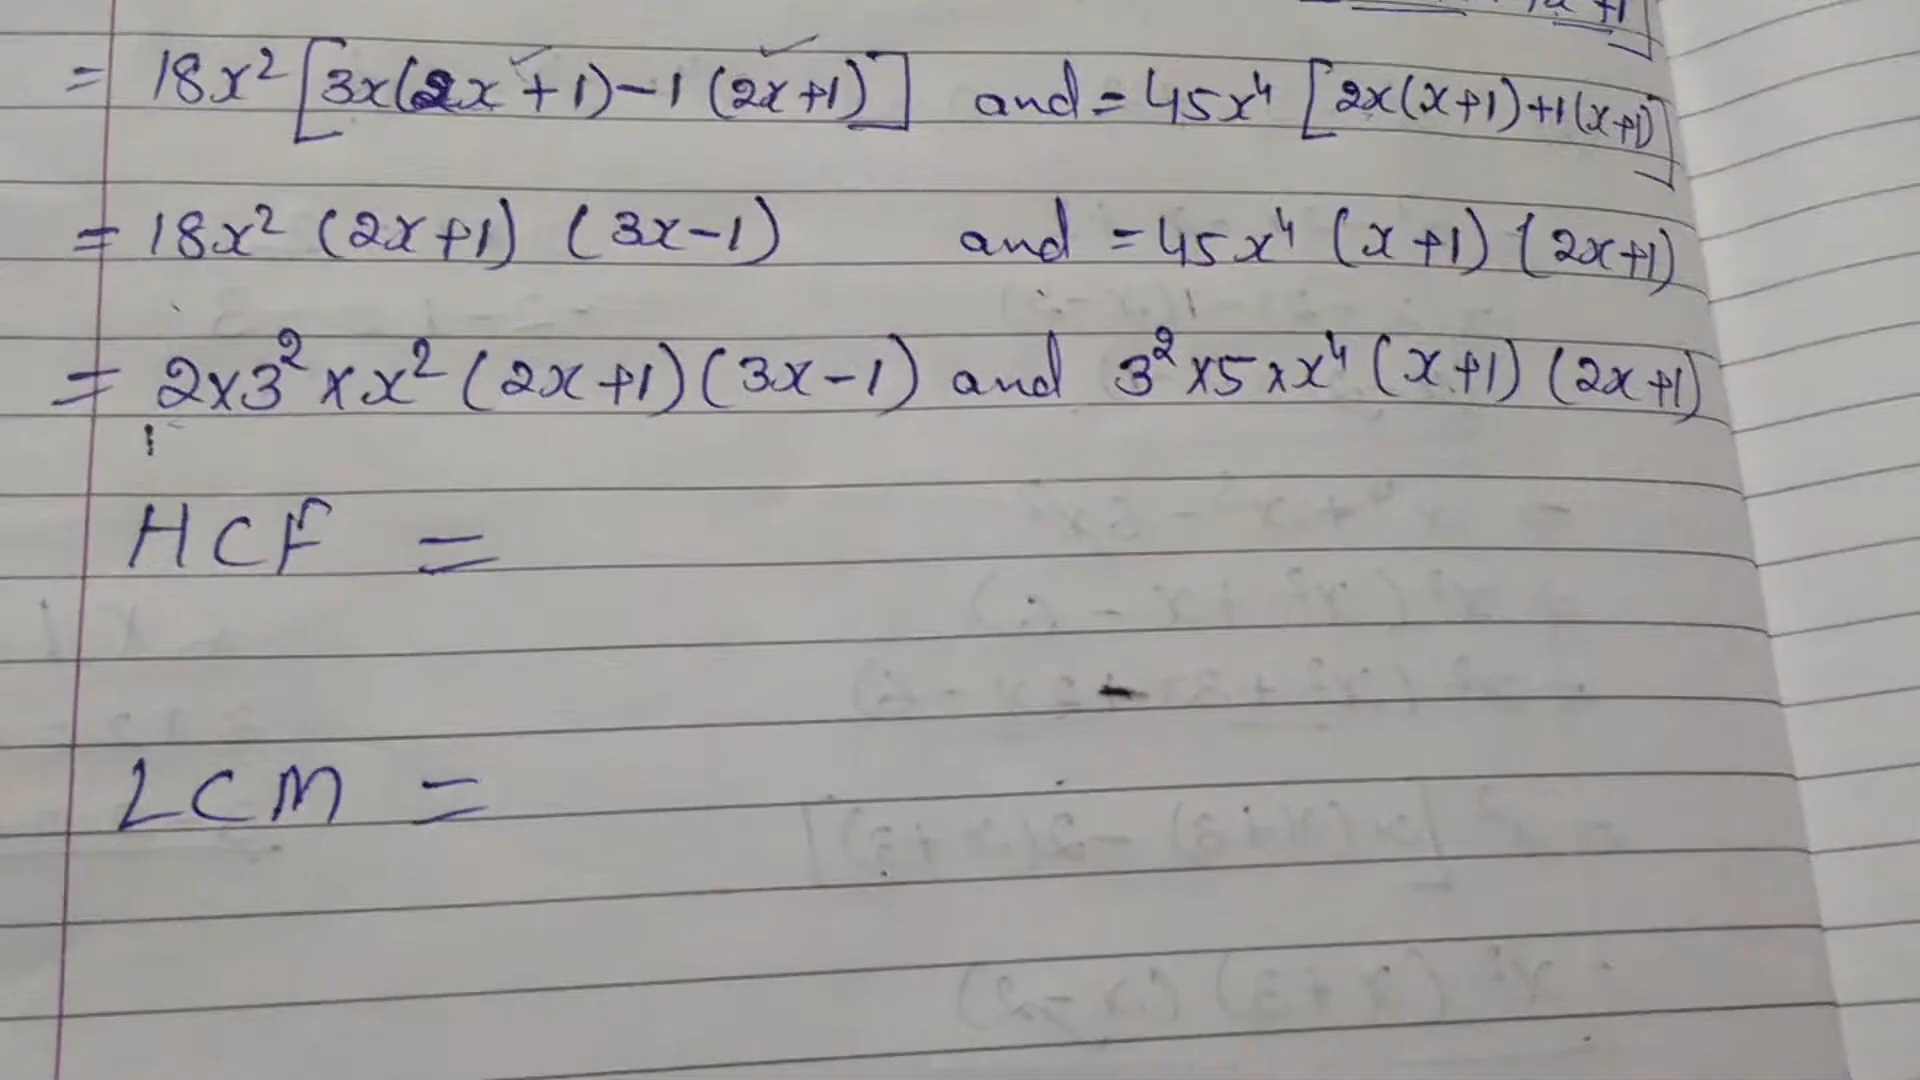 = 18x² [3x(2x+1)-1(2x+1)] and = 45x⁴ [2x(x+1)+1(x+1)]
= 18x² (2x+1) (3x-1) and = 45x⁴ (x+1) (2x+1)
= 2×3²×x² (2x+1)(3x-1) and 3²×5×x⁴(x+1)(2x+1)
HCF =
LCM =